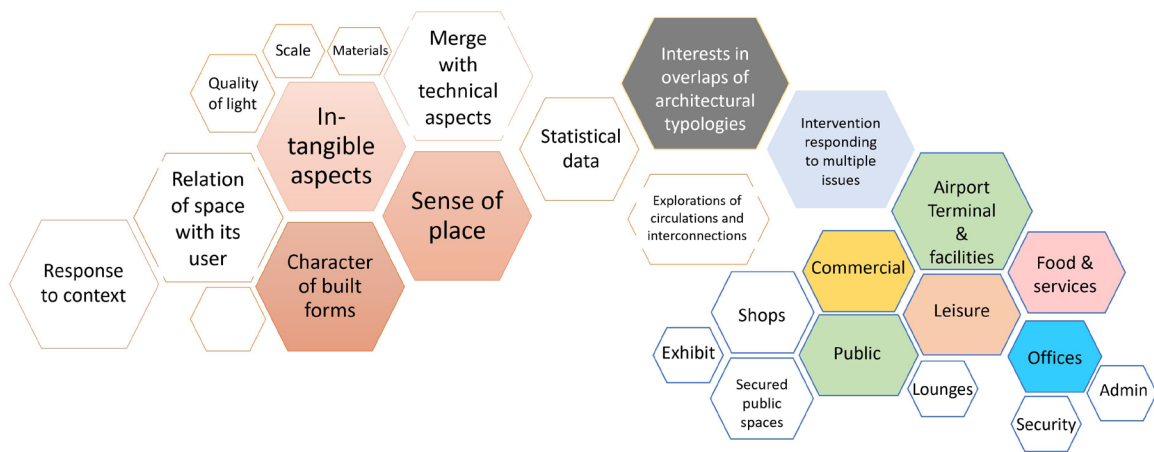 Scale
Materials
Quality
of light
Merge
with
technical
aspects
In-
tangible
aspects
Relation
of space
with its
user
Sense of
place
Response
to context
Character
of built
forms
Statistical
data
Interests in
overlaps of
architectural
typologies
Intervention
responding
to multiple
issues
Explorations of
circulations and
interconnections
Airport
Terminal
&
facilities
Commercial
Food &
services
Shops
Leisure
Exhibit
Public
Offices
Secured
public
spaces
Lounges
Admin
Security